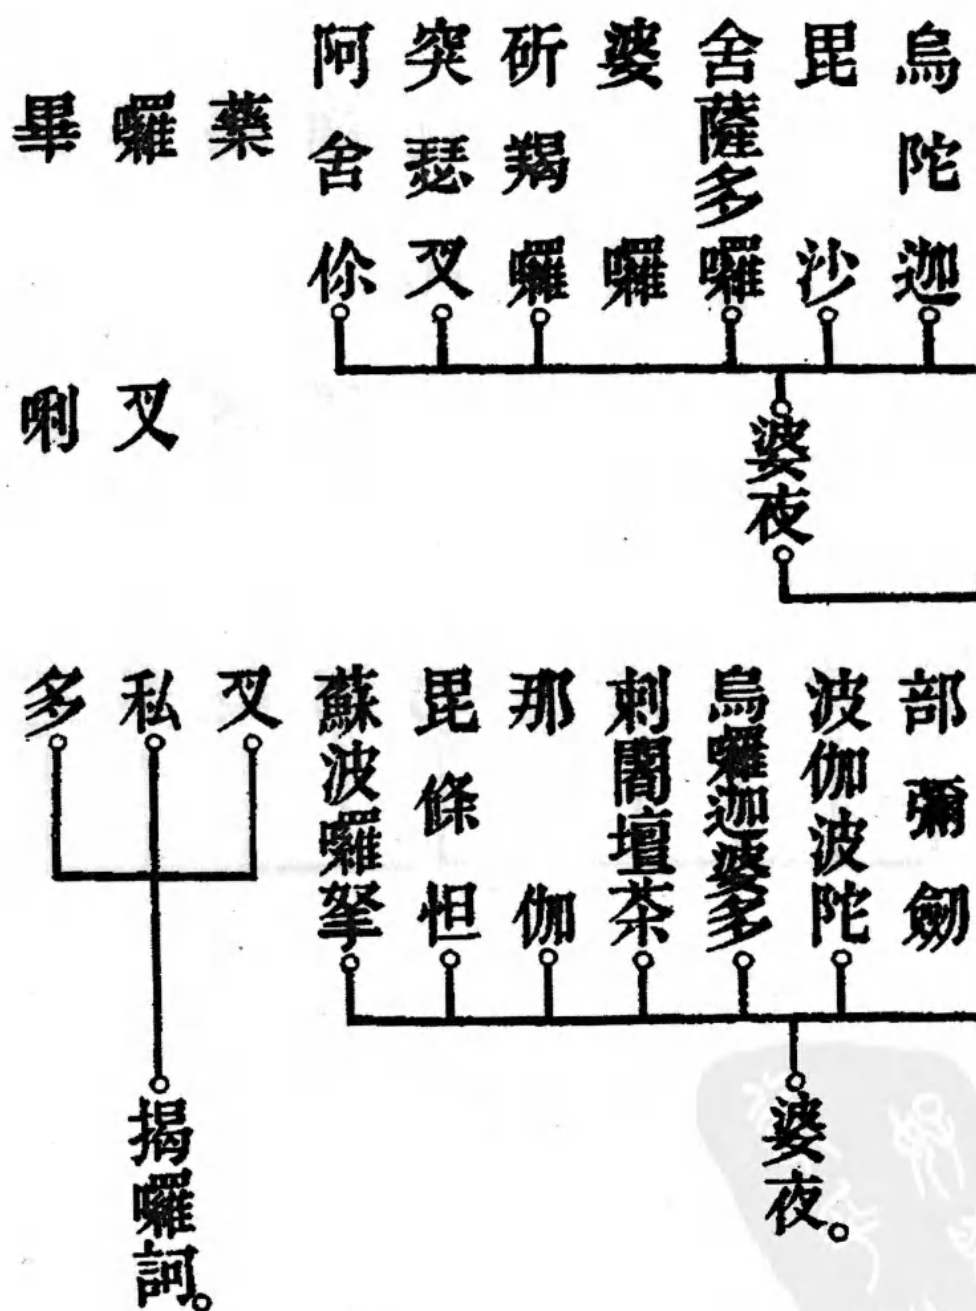 烏陀迦
毘沙
舍薩多囉
婆囉
斫羯囉
突瑟叉
阿舍你
婆夜
部彌劒
波伽波陀
烏囉迦婆多
剌闍壇茶
那伽
毘條怛
蘇波囉拏
婆夜。
藥叉
囉叉私
畢唎多
揭囉訶。